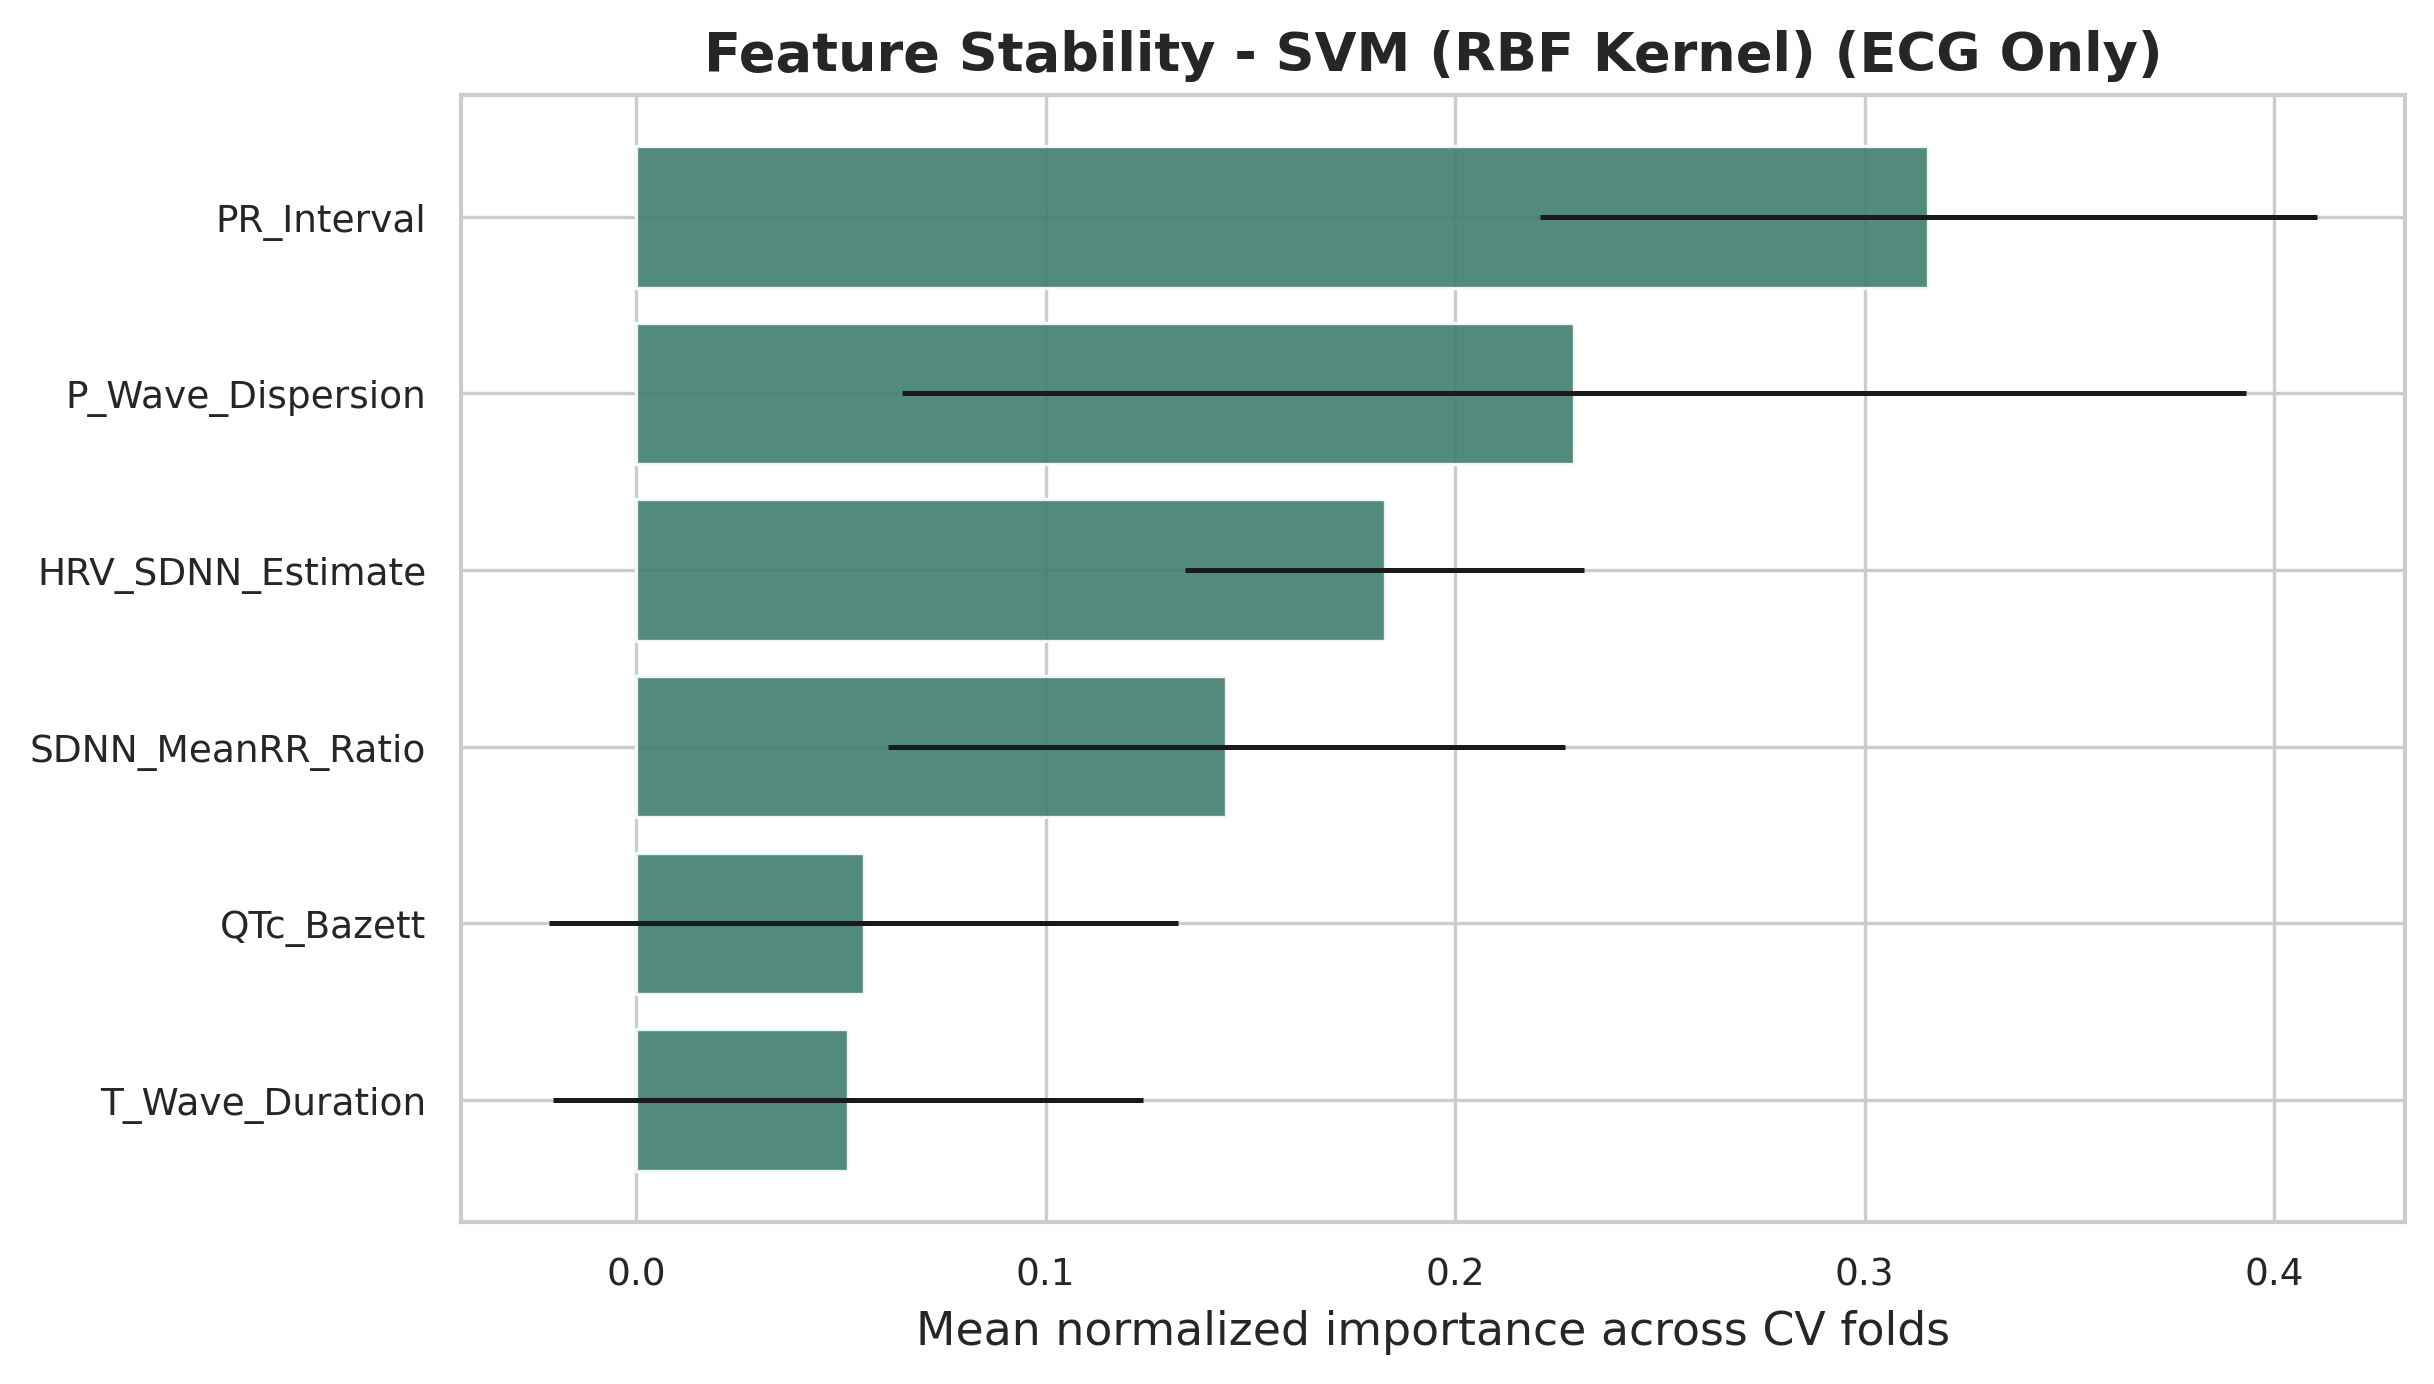 Feature Stability - SVM (RBF Kernel) (ECG Only)
PR_Interval
P_Wave_Dispersion
HRV_SDNN_Estimate
SDNN_MeanRR_Ratio
QTc_Bazett
T_Wave_Duration
0.0 0.1 0.2 0.3 0.4
Mean normalized importance across CV folds